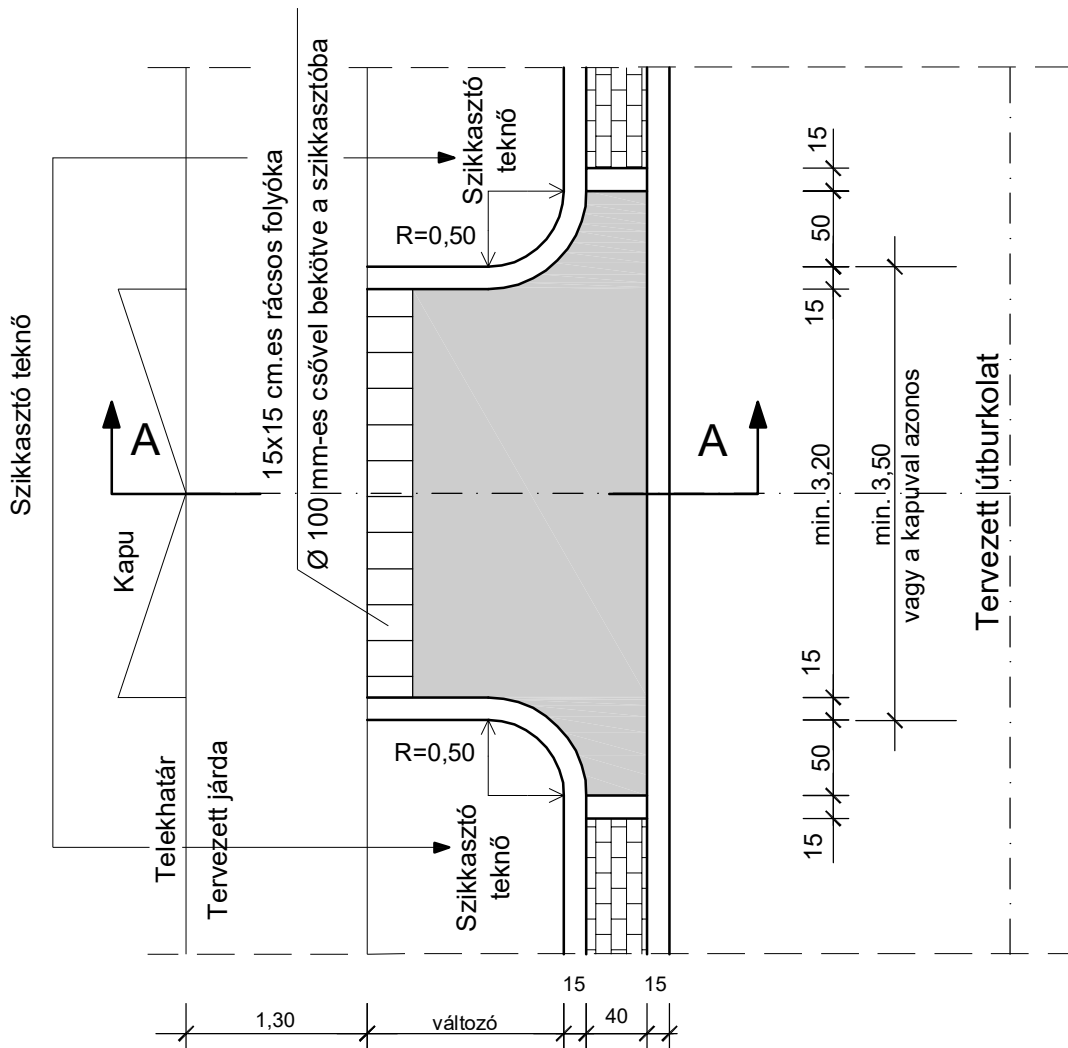 Szikkasztó teknő
Kapu
A
Telekhatár
Tervezett járda
15x15 cm.es rácsos folyóka
Ø 100 mm-es csővel bekötve a szikkasztóba
Szikkasztó
teknő
R=0,50
R=0,50
Szikkasztó
teknő
A
15
50
15
min. 3,20
15
50
15
min. 3,50
vagy a kapuval azonos
Tervezett útburkolat
1,30
változó
15
40
15